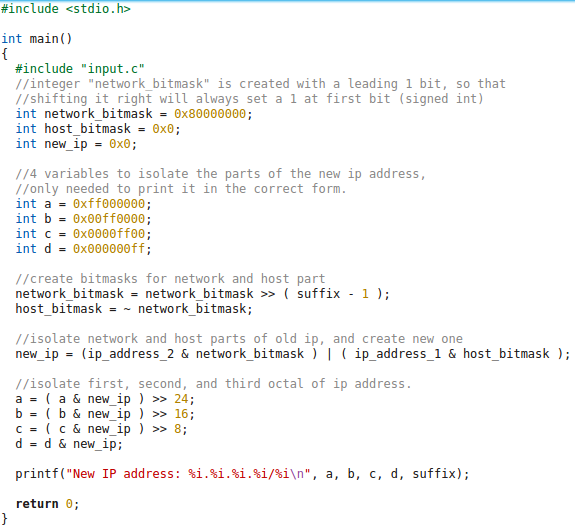 #include <stdio.h>
int main()
{
#include "input.c"
//integer "network_bitmask" is created with a leading 1 bit, so that
//shifting it right will always set a 1 at first bit (signed int)
int network_bitmask = 0x80000000;
int host_bitmask = 0x0;
int new_ip = 0x0;
//4 variables to isolate the parts of the new ip address,
//only needed to print it in the correct form.
int a = 0xff000000;
int b = 0x00ff0000;
int c = 0x0000ff00;
int d = 0x000000ff;
//create bitmasks for network and host part
network_bitmask = network_bitmask >> ( suffix - 1 );
host_bitmask = ~ network_bitmask;
//isolate network and host parts of old ip, and create new one
new_ip = (ip_address_2 & network_bitmask ) | ( ip_address_1 & host_bitmask );
//isolate first, second, and third octal of ip address.
a = ( a & new_ip ) >> 24;
b = ( b & new_ip ) >> 16;
c = ( c & new_ip ) >> 8;
d = d & new_ip;
printf("New IP address: %i.%i.%i.%i/%i\n", a, b, c, d, suffix);
return 0;
}